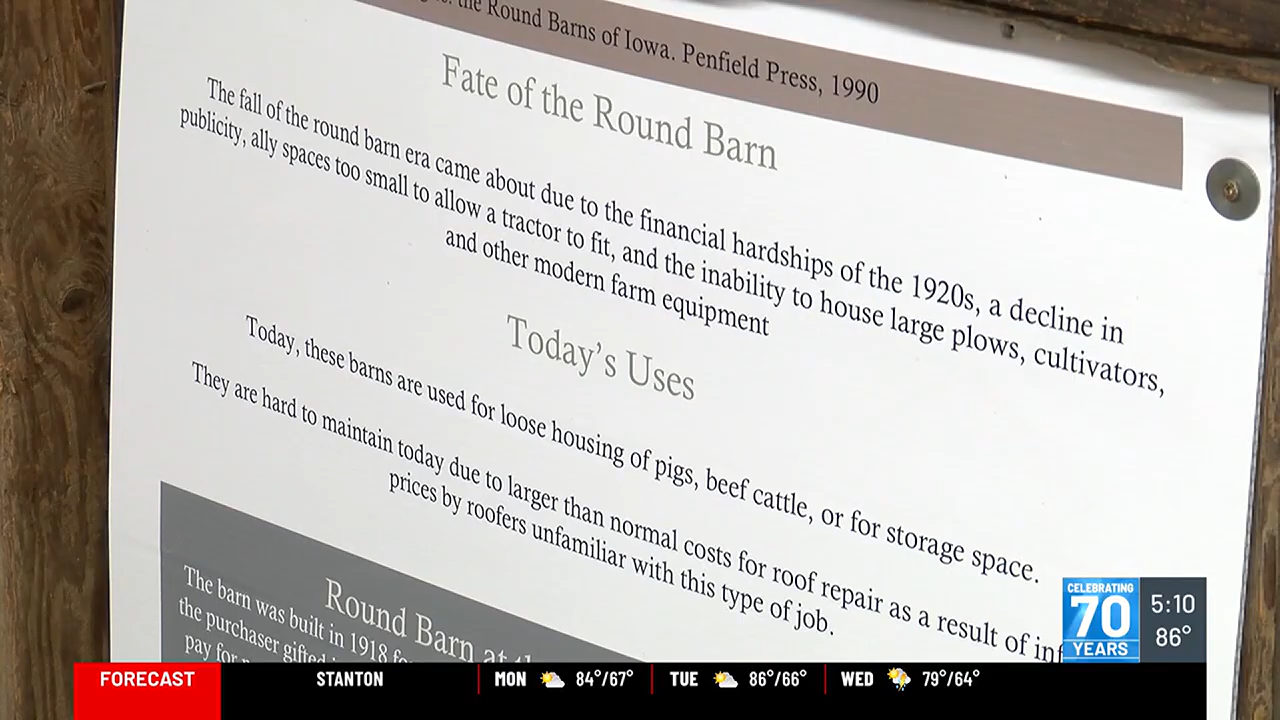 the Round Barns of Iowa. Penfield Press, 1990
Fate of the Round Barn
The fall of the round barn era came about due to the financial hardships of the 1920s, a decline in
publicity, ally spaces too small to allow a tractor to fit, and the inability to house large plows, cultivators,
and other modern farm equipment
Today's Uses
Today, these barns are used for loose housing of pigs, beef cattle, or for storage space.
They are hard to maintain today due to larger than normal costs for roof repair as a result of
prices by roofers unfamiliar with this type of job.
Round Barn at
The barn was built in 1918
the purchaser gifted
pay for
CELEBRATING
70
YEARS
5:10
86°
FORECAST
STANTON
MON 84°/67°
TUE 86°/66°
WED 79°/64°